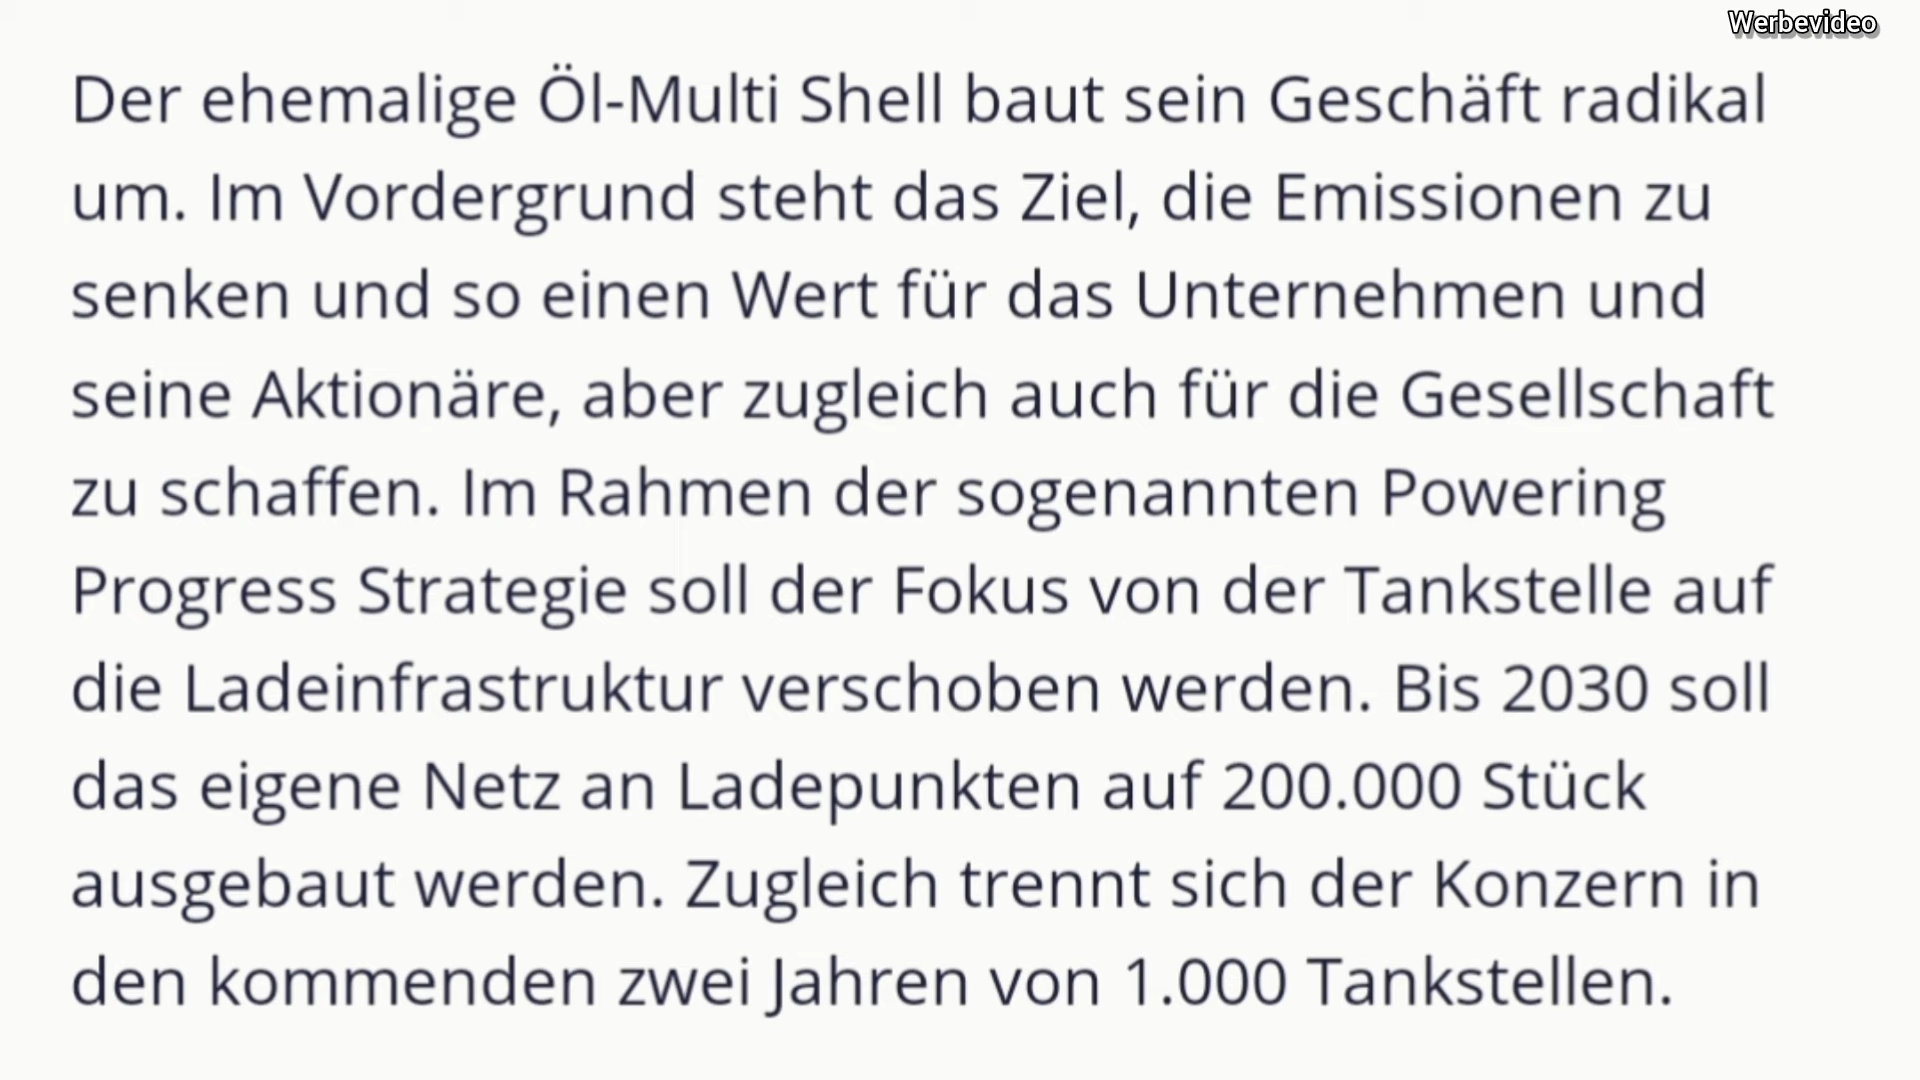 Werbevideo
Der ehemalige Öl-Multi Shell baut sein Geschäft radikal
um. Im Vordergrund steht das Ziel, die Emissionen zu
senken und so einen Wert für das Unternehmen und
seine Aktionäre, aber zugleich auch für die Gesellschaft
zu schaffen. Im Rahmen der sogenannten Powering
Progress Strategie soll der Fokus von der Tankstelle auf
die Ladeinfrastruktur verschoben werden. Bis 2030 soll
das eigene Netz an Ladepunkten auf 200.000 Stück
ausgebaut werden. Zugleich trennt sich der Konzern in
den kommenden zwei Jahren von 1.000 Tankstellen.